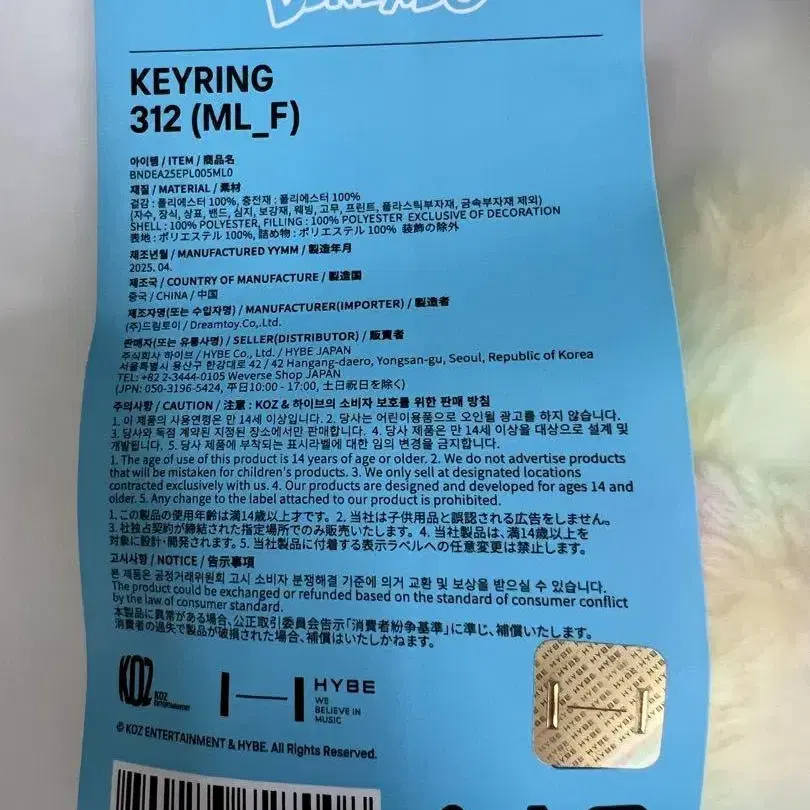 KEYRING
312 (ML_F)
아이템 / ITEM / 商品名
BNDEA25EPL005ML0
재질 / MATERIAL / 素材
겉감 : 폴리에스터 100%, 충전재 : 폴리에스터 100%
(자수, 장식, 상표, 밴드, 심지, 보강재, 웨빙, 고무, 프린트, 플라스틱부자재, 금속부자재 제외)
SHELL : 100% POLYESTER, FILLING : 100% POLYESTER EXCLUSIVE OF DECORATION
表地 : ポリエステル 100%, 詰め物 : ポリエステル 100% 装飾の除外
제조년월 / MANUFACTURED YYMM / 製造年月
2025. 04.
제조국 / COUNTRY OF MANUFACTURE / 製造国
중국 / CHINA / 中国
제조자명(또는 수입자명) / MANUFACTURER(IMPORTER) / 製造者
(주)드림토이 / Dreamtoy.Co,.Ltd.
판매자(또는 유통사명) / SELLER(DISTRIBUTOR) / 販賣者
주식회사 하이브 / HYBE Co., Ltd. / HYBE JAPAN
서울특별시 용산구 한강대로 42 / 42 Hangang-daero, Yongsan-gu, Seoul, Republic of Korea
TEL: +82 2-3444-0105 Weverse Shop JAPAN
(JPN: 050-3196-5424, 平日10:00 - 17:00, 土日祝日を除く)
주의사항 / CAUTION / 注意 : KOZ & 하이브의 소비자 보호를 위한 판매 방침
1. 이 제품의 사용연령은 만 14세 이상입니다. 2. 당사는 어린이용품으로 오인될 광고를 하지 않습니다.
3. 당사와 독점 계약된 지정된 장소에서만 판매합니다. 4. 당사 제품은 만 14세 이상을 대상으로 설계 및
개발됩니다. 5. 당사 제품에 부착되는 표시라벨에 대한 임의 변경을 금지합니다.
1. The age of use of this product is 14 years of age or older. 2. We do not advertise products
that will be mistaken for children's products. 3. We only sell at designated locations
contracted exclusively with us. 4. Our products are designed and developed for ages 14 and
older. 5. Any change to the label attached to our product is prohibited.
1. この製品の使用年齢は満14歳以上才です。2. 当社は子供用品と誤認される広告をしません。
3. 社独占契約が締結された指定場所でのみ販売いたします。4. 当社製品は、満14歳以上を
対象に設計・開発されます。5. 当社製品に付着する表示ラベルへの任意変更は禁止します。
고시사항 / NOTICE / 告示事項
본 제품은 공정거래위원회 고시 소비자 분쟁해결 기준에 의거 교환 및 보상을 받으실 수 있습니다.
The product could be exchanged or refunded based on the standard of consumer conflict
by the law of consumer standard.
本製品に異常がある場合、公正取引委員会告示「消費者紛争基準」に準じ、補償いたします。
消費者の過失で製品が破損された場合、補償はいたしかねます。
KOZ KOZ ENTERTAINMENT
HYBE
WE
BELIEVE IN
MUSIC
© KOZ ENTERTAINMENT & HYBE. All Rights Reserved.